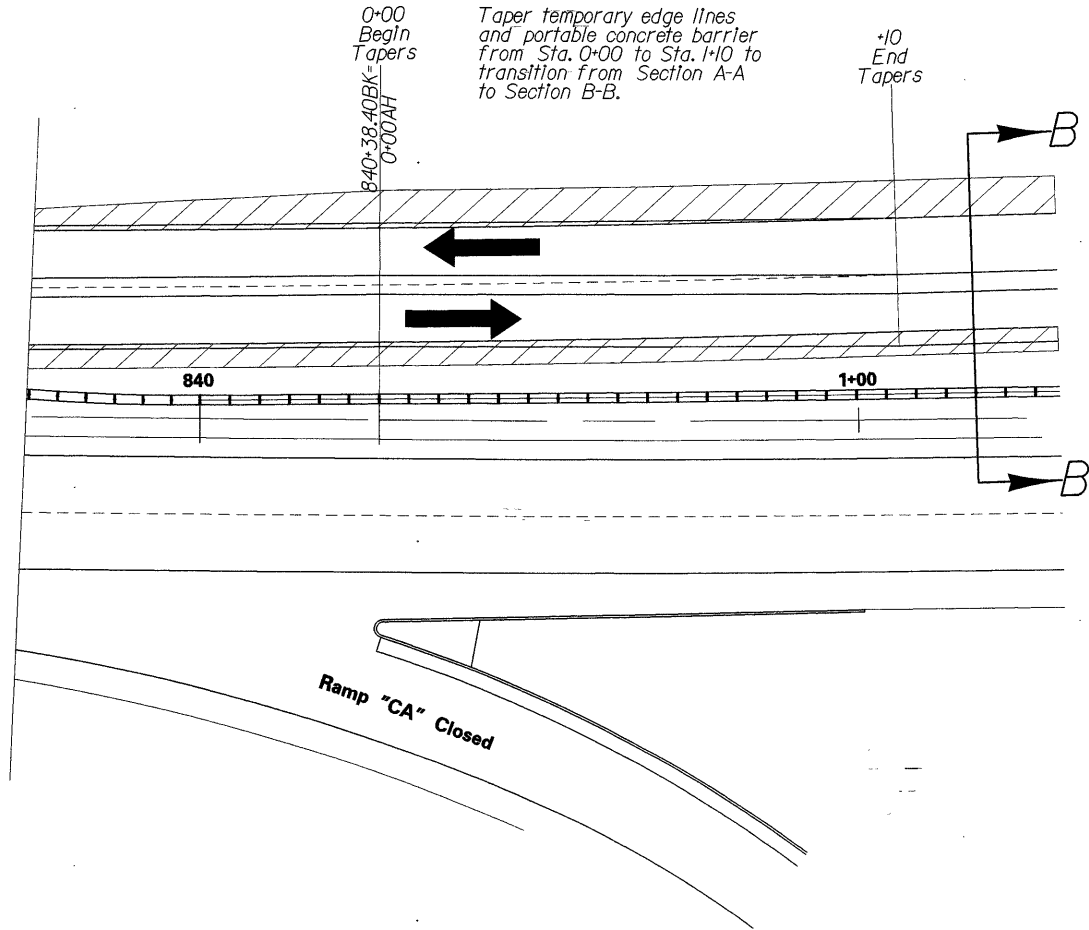 0+00
Begin
Tapers
840+38.40BK=
0+00AH
Taper temporary edge lines
and portable concrete barrier
from Sta. 0+00 to Sta. 1+10 to
transition from Section A-A
to Section B-B.
+10
End
Tapers
B
840
1+00
B
Ramp "CA" Closed